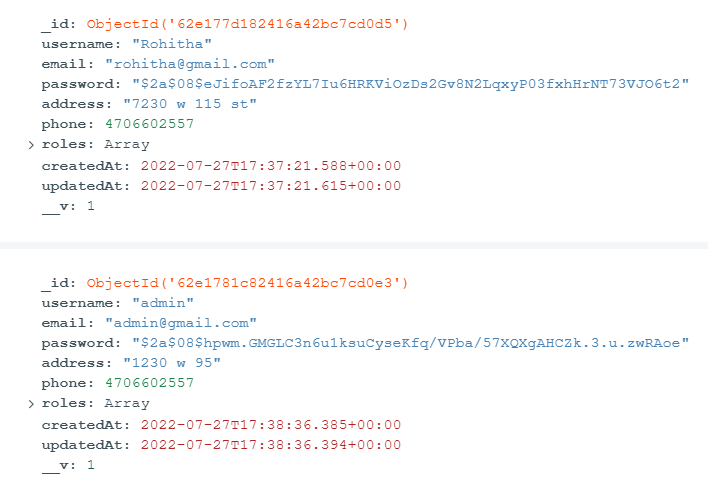 _id: ObjectId('62e177d182416a42bc7cd0d5')
username: "Rohitha"
email: "rohitha@gmail.com"
password: "$2a$08$eJifoAF2fzYL7Iu6HRKViOzDs2Gv8N2LqxyP03fxhHrNT73VJO6t2"
address: "7230 w 115 st"
phone: 4706602557
> roles: Array
createdAt: 2022-07-27T17:37:21.588+00:00
updatedAt: 2022-07-27T17:37:21.615+00:00
__v: 1
_id: ObjectId('62e1781c82416a42bc7cd0e3')
username: "admin"
email: "admin@gmail.com"
password: "$2a$08$hpwm.GMGLC3n6u1ksuCyseKfq/VPba/57XQXgAHCZk.3.u.zwRAoe"
address: "1230 w 95"
phone: 4706602557
> roles: Array
createdAt: 2022-07-27T17:38:36.385+00:00
updatedAt: 2022-07-27T17:38:36.394+00:00
__v: 1